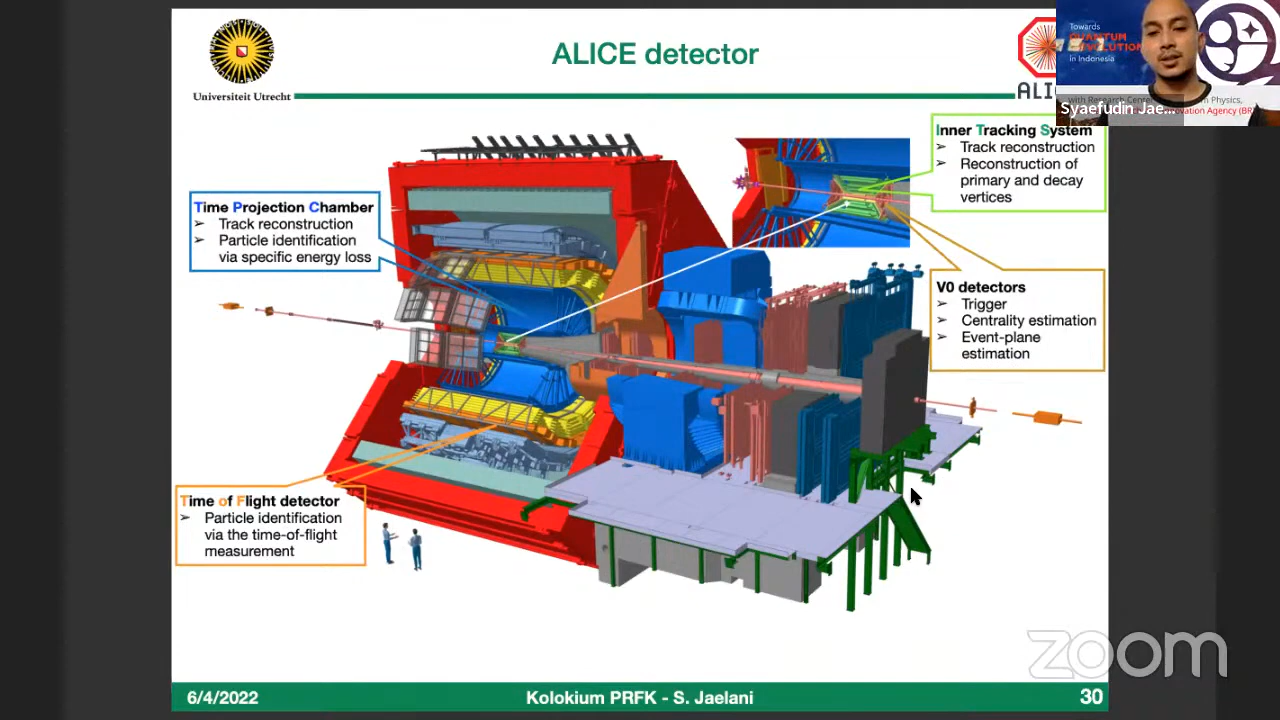 ALICE detector
Universiteit Utrecht
ALI
Towards
QUANTUM
in Indonesia
Syaefudin Jae...
Inner Tracking System
➢ Track reconstruction
➢ Reconstruction of
primary and decay
vertices
Time Projection Chamber
➢ Track reconstruction
➢ Particle identification
via specific energy loss
V0 detectors
➢ Trigger
➢ Centrality estimation
➢ Event-plane
estimation
Time of Flight detector
➢ Particle identification
via the time-of-flight
measurement
zoom
6/4/2022
Kolokium PRFK - S. Jaelani
30